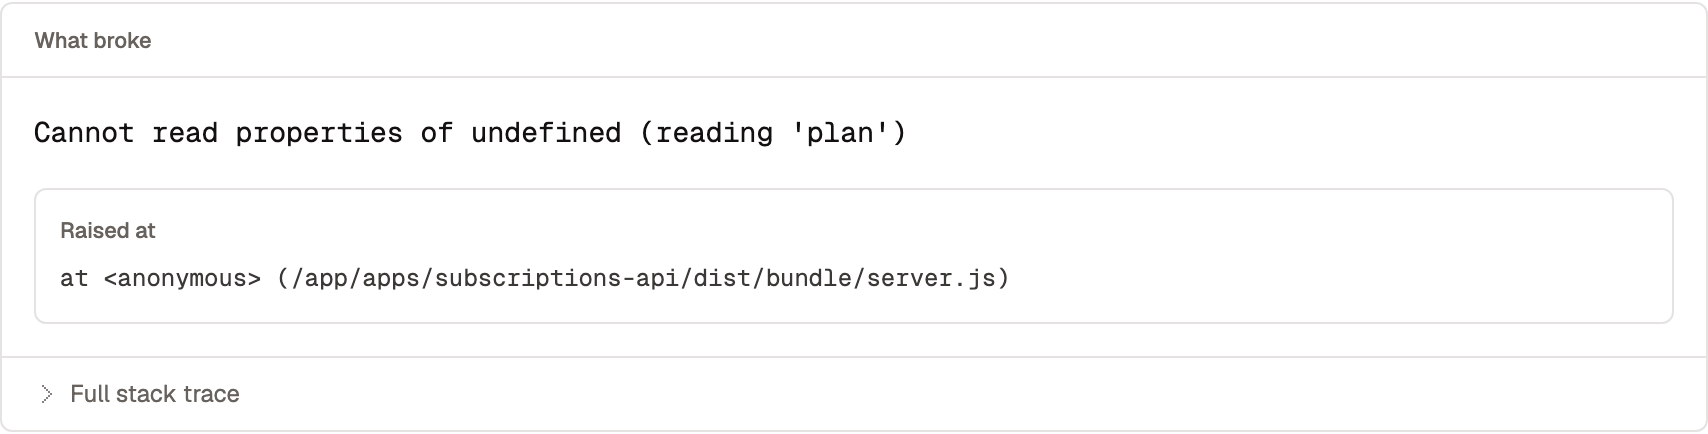 What broke
Cannot read properties of undefined (reading 'plan')
Raised at
at <anonymous> (/app/apps/subscriptions-api/dist/bundle/server.js)
Full stack trace